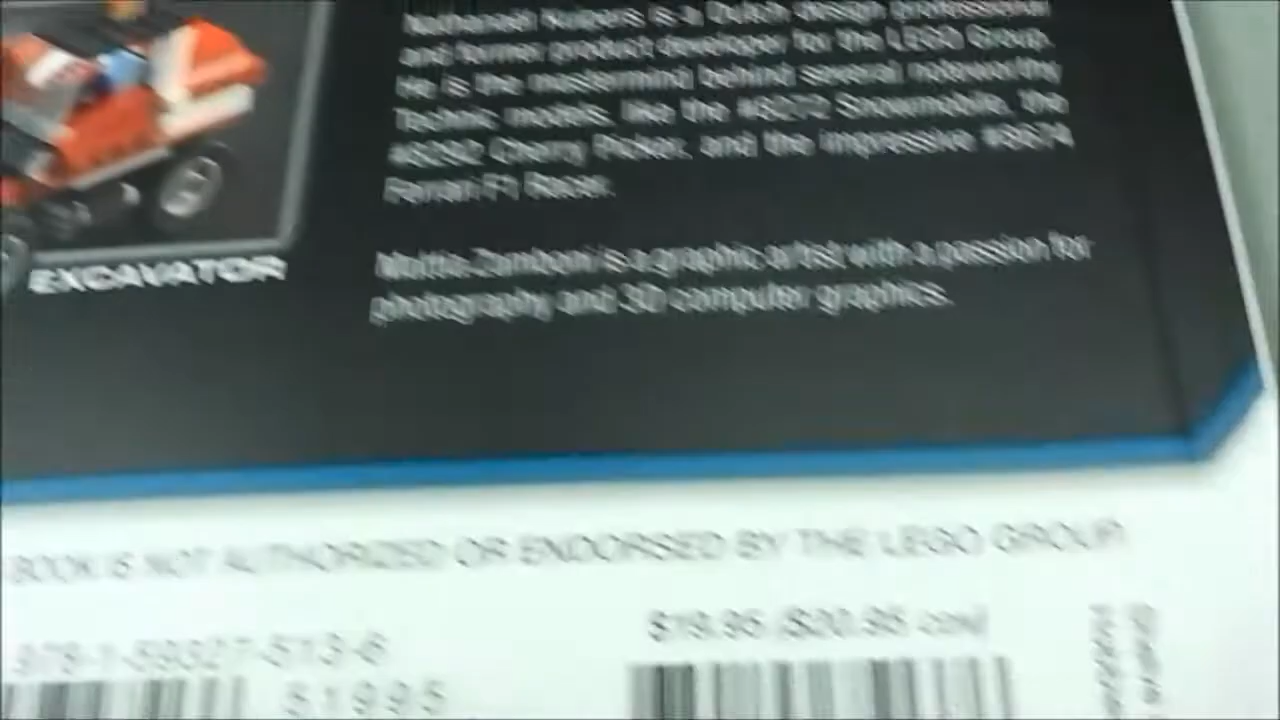 Nathanaël Kuipers is a Dutch design professional
and former product developer for the LEGO Group.
He is the mastermind behind several noteworthy
Technic models, like the #8272 Snowmobile, the
#8292 Cherry Picker, and the impressive #8674
Ferrari F1 Racer.
Mattia Zamboni is a graphic artist with a passion for
photography and 3D computer graphics.
EXCAVATOR
BOOK IS NOT AUTHORIZED OR ENDORSED BY THE LEGO GROUP.
$19.95 ($20.95 CDN)
978-1-59327-513-6
51995